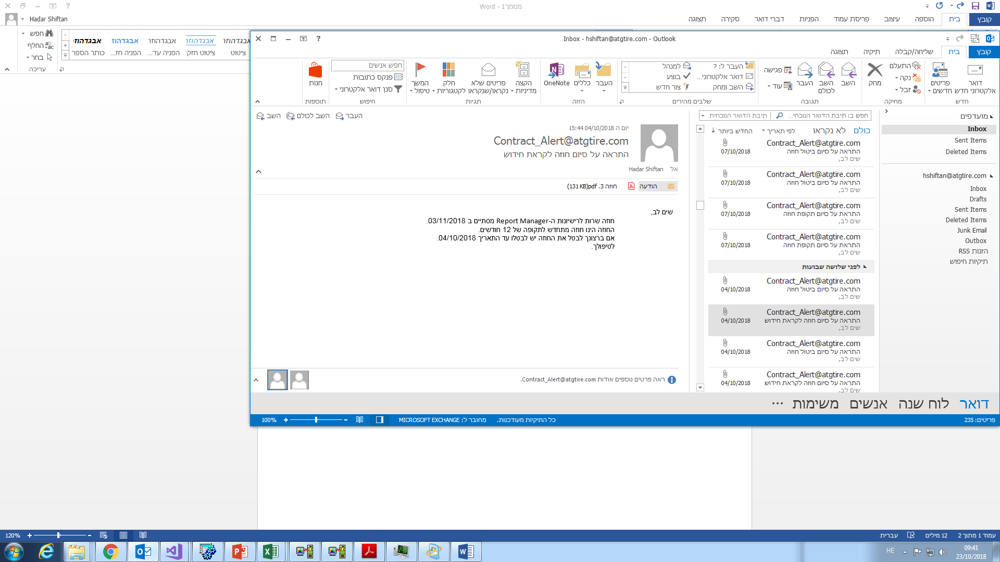 מסמך1 - Word
Hadar Shiftan
קובץ
בית
הוספה
עיצוב
פריסת עמוד
הפניות
דברי דואר
סקירה
תצוגה
חפש
החלף
בחר
עריכה
אבגדהוז
אבגדהוז
אבגדהוז
אבגדהוז
אבגדהוז
ציטוט
ציטוט חזק
הפניה עד...
הפניה חז...
כותר הספר
Inbox - hshiftan@atgtire.com - Outlook
קובץ
בית
שליחה/קבלה
תיקיה
תצוגה
דואר אלקטרוני חדש
פריטים חדשים
חדש
התעלם
נקה
זבל
מחק
מחיקה
השב
השב לכולם
העבר
פגישה
עוד
תגובה
העבר ל: ?
דואר אלקטרוני...
השב ומחק
למנהל
בוצע
צור חדש
שלבים מהירים
העבר
כללים
OneNote
הזזה
הקצה מדיניות
פריטים שלא נקראו/שנקראו
חלק לקטגוריות
המשך טיפול
תגיות
חפש אנשים
פנקס כתובות
סנן דואר אלקטרוני
חיפוש
חנות
תוספות
מועדפים
Inbox
Sent Items
Deleted Items
hshiftan@atgtire.com
Inbox
Drafts
Sent Items
Deleted Items
Junk Email
Outbox
הזנות RSS
תיקיות חיפוש
חפש ב: תיבת הדואר הנוכחי...
תיבת הדואר הנוכחית
כולם
לא נקראו
לפי תאריך
החדש ביותר
Contract_Alert@atgtire.com
התראה על סיום ביטול חוזה
07/10/2018
שים לב,
Contract_Alert@atgtire.com
התראה על סיום ביטול חוזה
07/10/2018
שים לב,
Contract_Alert@atgtire.com
התראת על סיום תקופת חוזה
07/10/2018
שים לב,
Contract_Alert@atgtire.com
התראת על סיום תקופת חוזה
07/10/2018
שים לב,
לפני שלושה שבועות
Contract_Alert@atgtire.com
התראה על סיום ביטול חוזה
04/10/2018
שים לב,
Contract_Alert@atgtire.com
התראה על סיום חוזה לקראת חידוש
04/10/2018
שים לב,
Contract_Alert@atgtire.com
התראה על סיום ביטול חוזה
04/10/2018
שים לב,
Contract_Alert@atgtire.com
התראה על סיום חוזה לקראת חידוש
04/10/2018
שים לב,
העבר
השב לכולם
השב
יום ה 04/10/2018 15:44
Contract_Alert@atgtire.com
התראה על סיום חוזה לקראת חידוש
אל Hadar Shiftan
הודעה
חוזה 3. pdf(131 KB)
שים לב,
חוזה שרות לרישיונות ה-Report Manager מסתיים ב 03/11/2018.
החוזה הינו חוזה מתחדש לתקופה של 12 חודשים.
אם ברצונך לבטל את החוזה יש לבטלו עד התאריך 04/10/2018.
לטיפולך.
ראה פרטים נוספים אודות Contract_Alert@atgtire.com.
דואר
לוח שנה
אנשים
משימות
פריטים: 235
כל התיקיות מעודכנות.
מחובר ל: MICROSOFT EXCHANGE
100%
עמוד 1 מתוך 2
12 מילים
עברית
120%
HE
09:41
23/10/2018